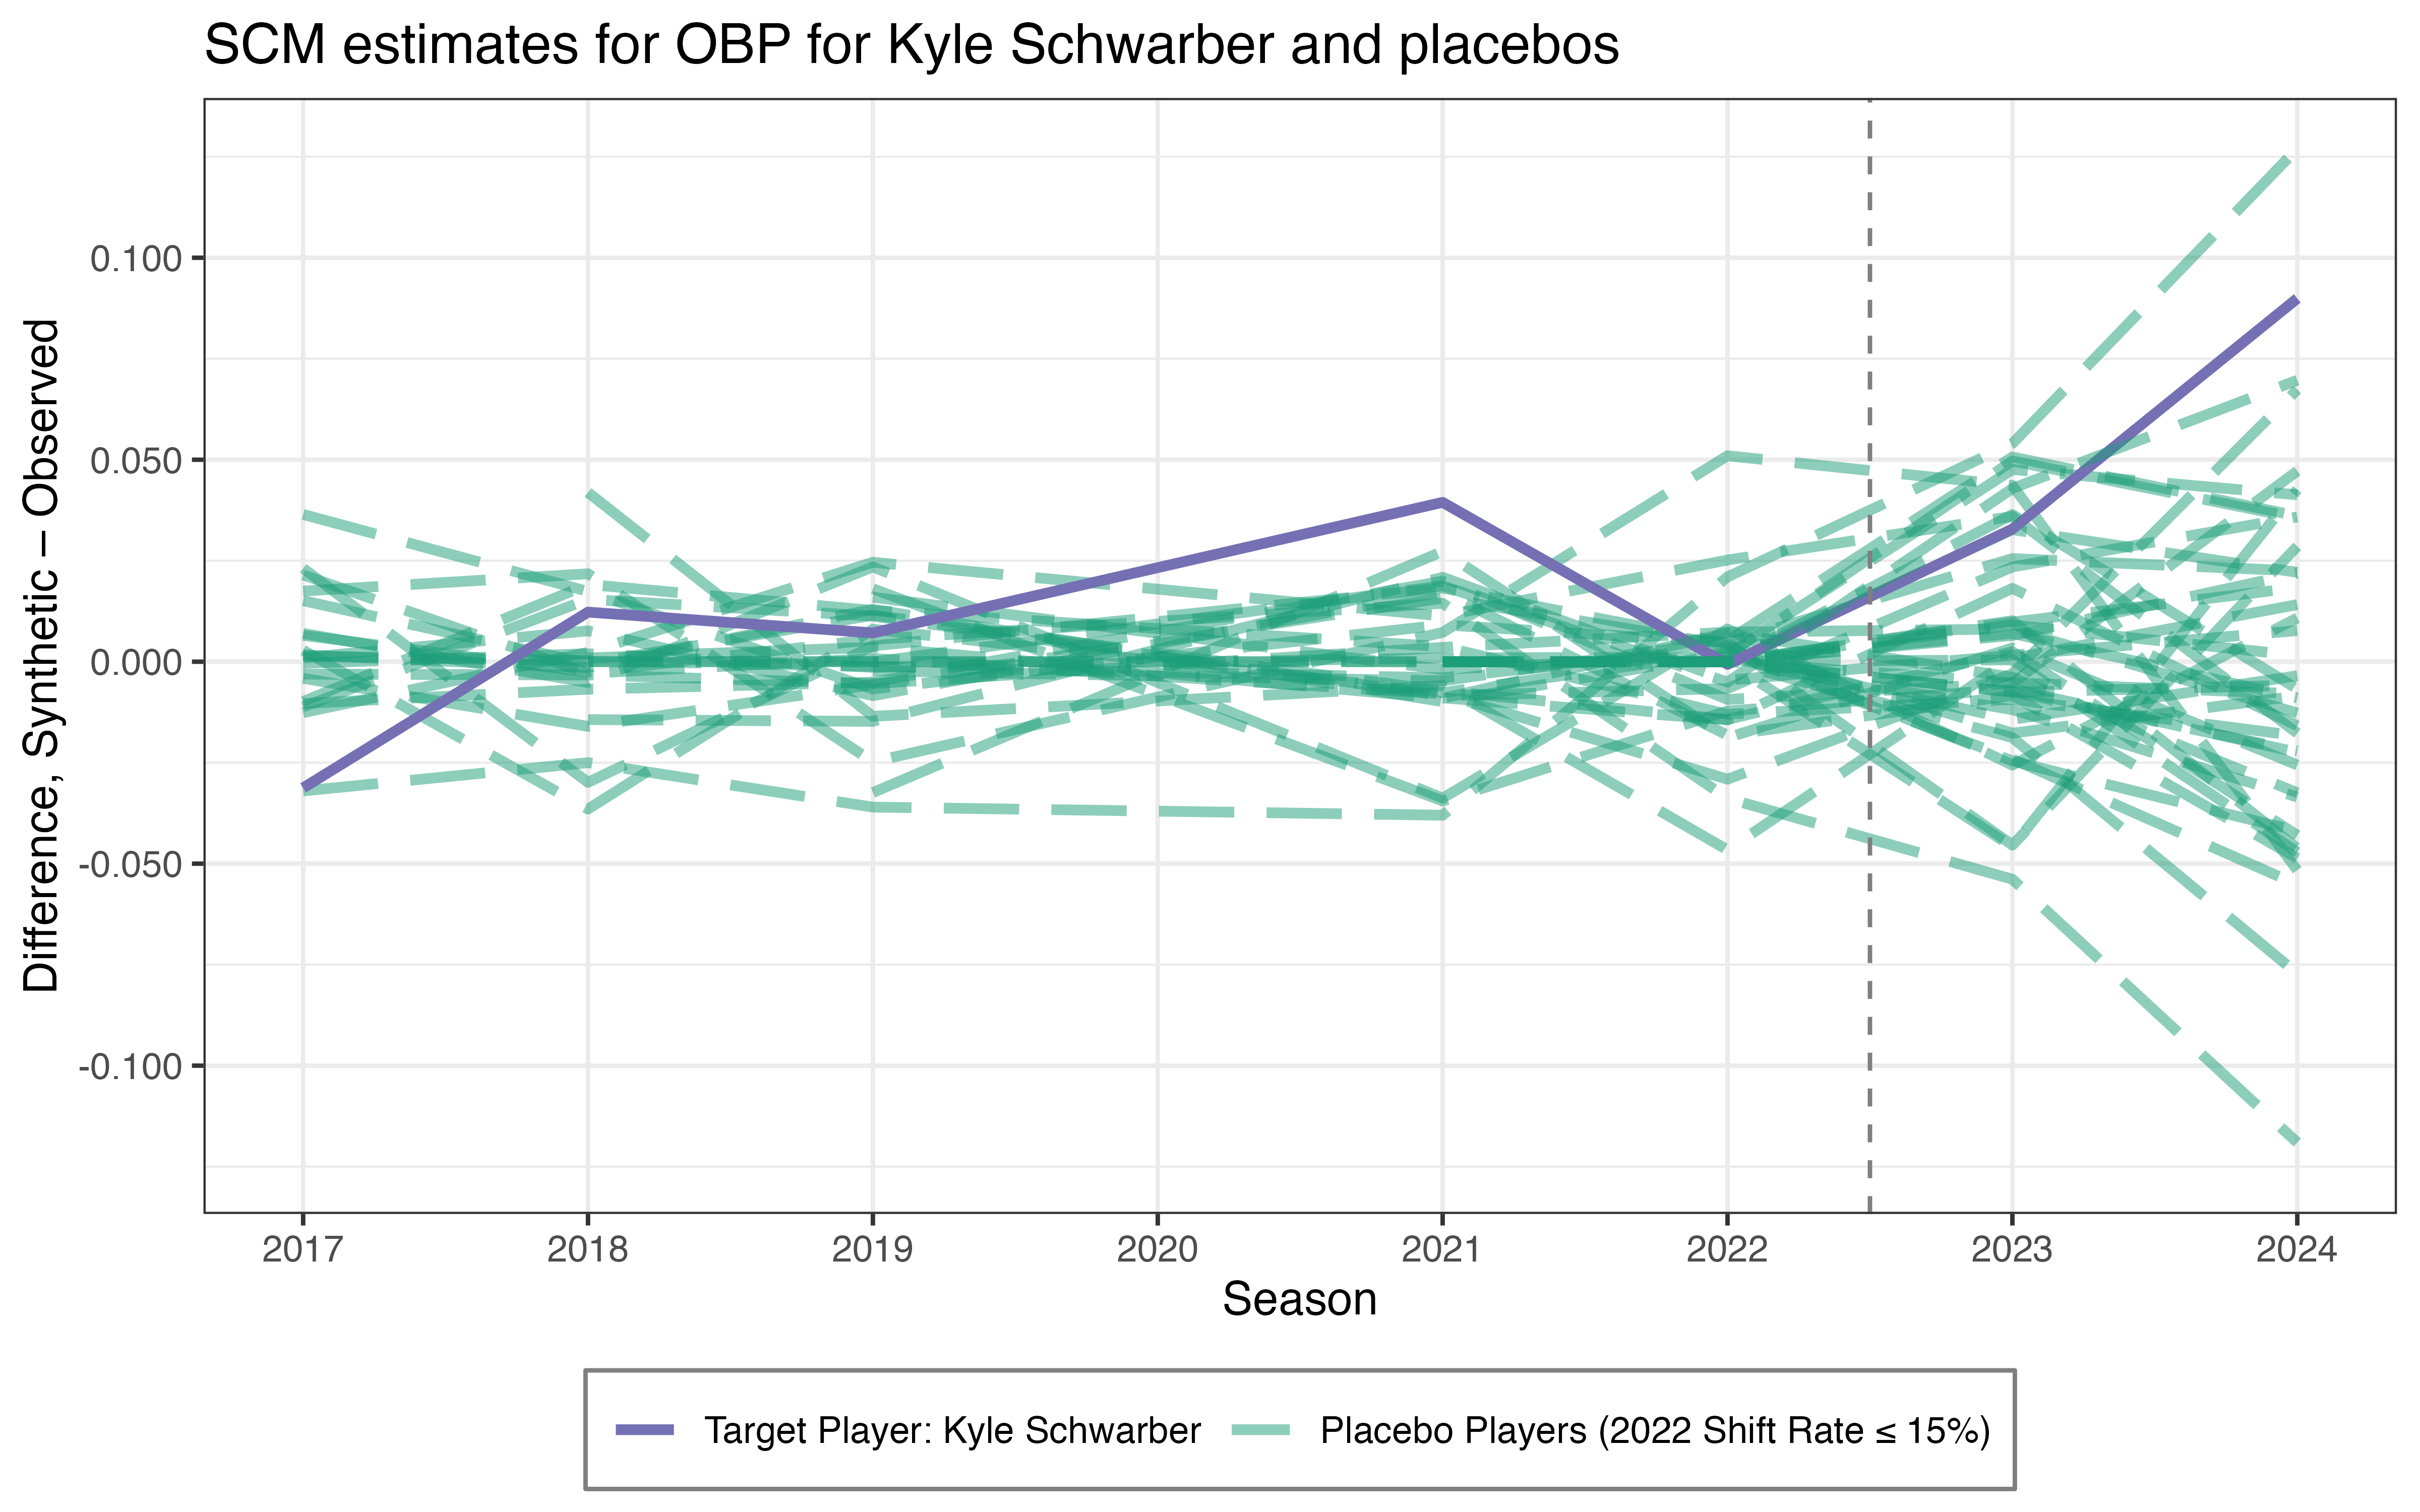 SCM estimates for OBP for Kyle Schwarber and placebos
Difference, Synthetic – Observed
0.100
0.050
0.000
-0.050
-0.100
2017 2018 2019 2020 2021 2022 2023 2024
Season
Target Player: Kyle Schwarber Placebo Players (2022 Shift Rate ≤ 15%)